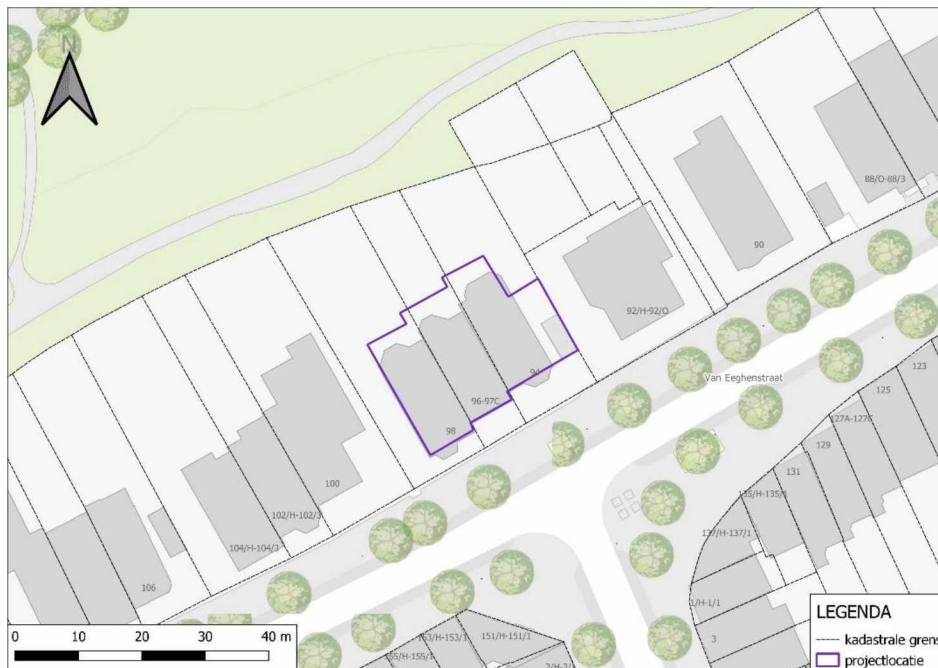 N
88/O-88/3
90
92/H-92/O
Van Eeghenstraat
94
96-97C
98
100
102/H-102/3
104/H-104/3
106
123
125
127A-127C
129
131
135/H-135/1
137/H-137/1
1/H-1/1
3
151/H-151/1
153/H-153/1
155/H-155/1
2/H-2/
0 10 20 30 40 m
LEGENDA
kadastrale grens
projectlocatie